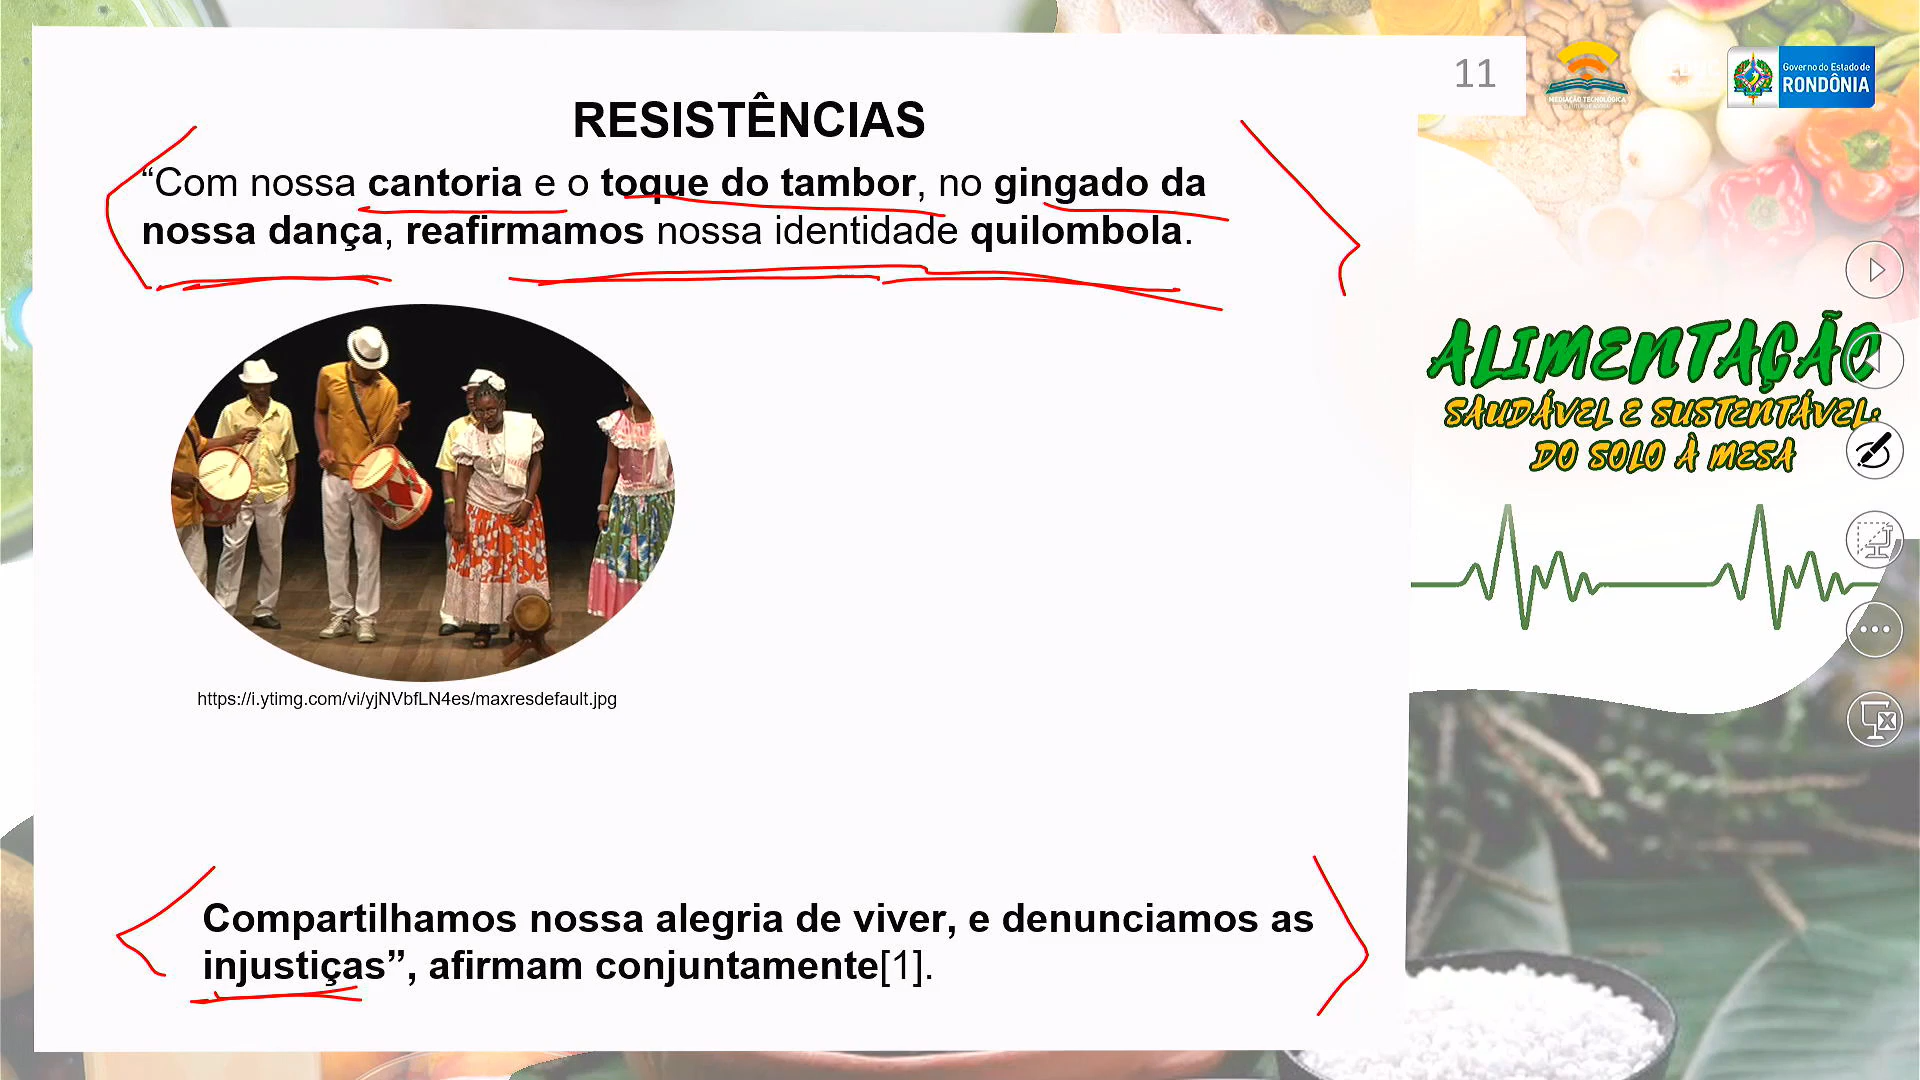 11
RESISTÊNCIAS
“Com nossa cantoria e o toque do tambor, no gingado da
nossa dança, reafirmamos nossa identidade quilombola.
https://i.ytimg.com/vi/yjNVbfLN4es/maxresdefault.jpg
Compartilhamos nossa alegria de viver, e denunciamos as
injustiças”, afirmam conjuntamente[1].
MEDIAÇÃO TECNOLÓGICA
Governo do Estado de
RONDÔNIA
ALIMENTAÇÃO
SAUDÁVEL E SUSTENTÁVEL:
DO SOLO À MESA